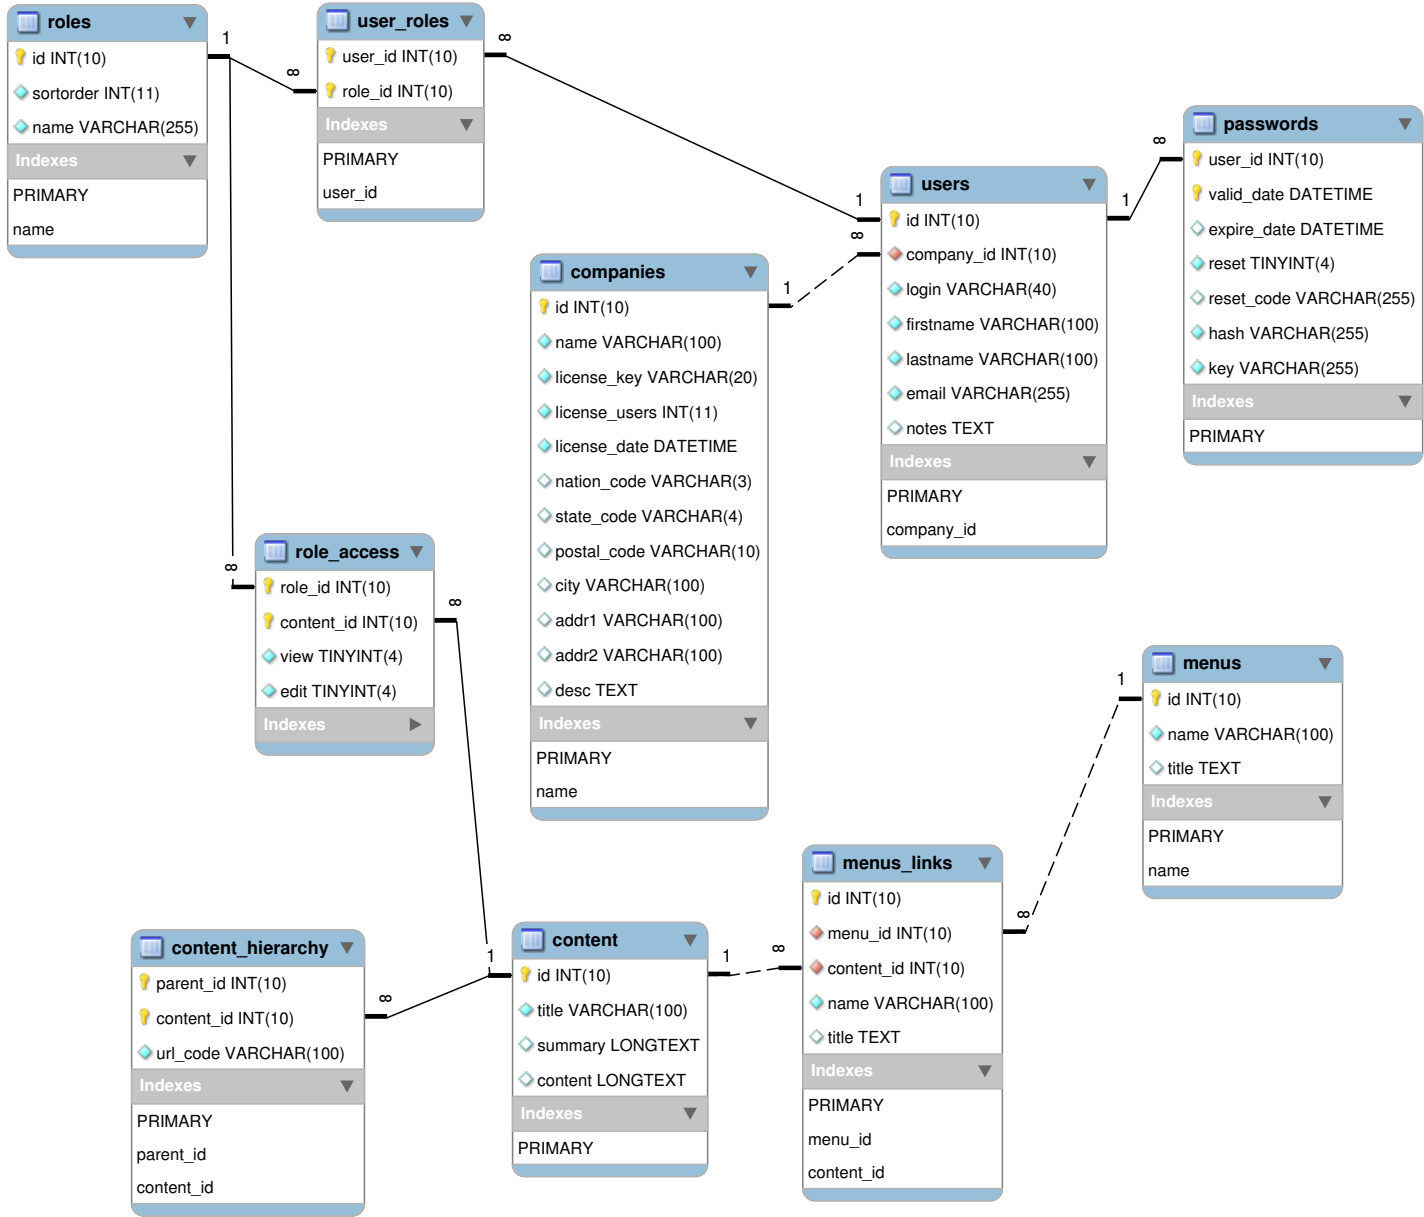 roles
id INT(10)
sortorder INT(11)
name VARCHAR(255)
Indexes
PRIMARY
name
1
∞
user_roles
user_id INT(10)
role_id INT(10)
Indexes
PRIMARY
user_id
∞
1
∞
users
id INT(10)
company_id INT(10)
login VARCHAR(40)
firstname VARCHAR(100)
lastname VARCHAR(100)
email VARCHAR(255)
notes TEXT
Indexes
PRIMARY
company_id
1
∞
passwords
user_id INT(10)
valid_date DATETIME
expire_date DATETIME
reset TINYINT(4)
reset_code VARCHAR(255)
hash VARCHAR(255)
key VARCHAR(255)
Indexes
PRIMARY
companies
id INT(10)
name VARCHAR(100)
license_key VARCHAR(20)
license_users INT(11)
license_date DATETIME
nation_code VARCHAR(3)
state_code VARCHAR(4)
postal_code VARCHAR(10)
city VARCHAR(100)
addr1 VARCHAR(100)
addr2 VARCHAR(100)
desc TEXT
Indexes
PRIMARY
name
1
∞
role_access
role_id INT(10)
content_id INT(10)
view TINYINT(4)
edit TINYINT(4)
Indexes
∞
menus
id INT(10)
name VARCHAR(100)
title TEXT
Indexes
PRIMARY
name
1
menus_links
id INT(10)
menu_id INT(10)
content_id INT(10)
name VARCHAR(100)
title TEXT
Indexes
PRIMARY
menu_id
content_id
∞
∞
content_hierarchy
parent_id INT(10)
content_id INT(10)
url_code VARCHAR(100)
Indexes
PRIMARY
parent_id
content_id
∞
1
content
id INT(10)
title VARCHAR(100)
summary LONGTEXT
content LONGTEXT
Indexes
PRIMARY
1